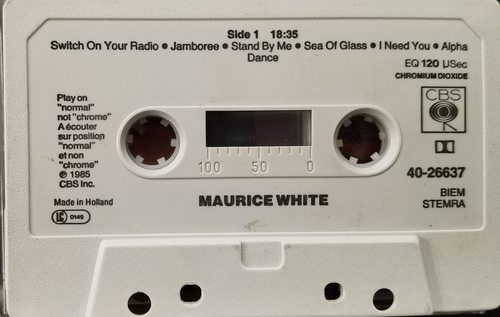 Side 1 18:35
Switch On Your Radio • Jamboree • Stand By Me • Sea Of Glass • I Need You • Alpha
Dance
EQ 120 µSec
CHROMIUM DIOXIDE
Play on
"normal"
not "chrome"
A écouter
sur position
"normal"
et non
"chrome"
℗ 1985
CBS Inc.
Made in Holland
LC 0149
CBS
100 50 0
40-26637
BIEM
STEMRA
MAURICE WHITE